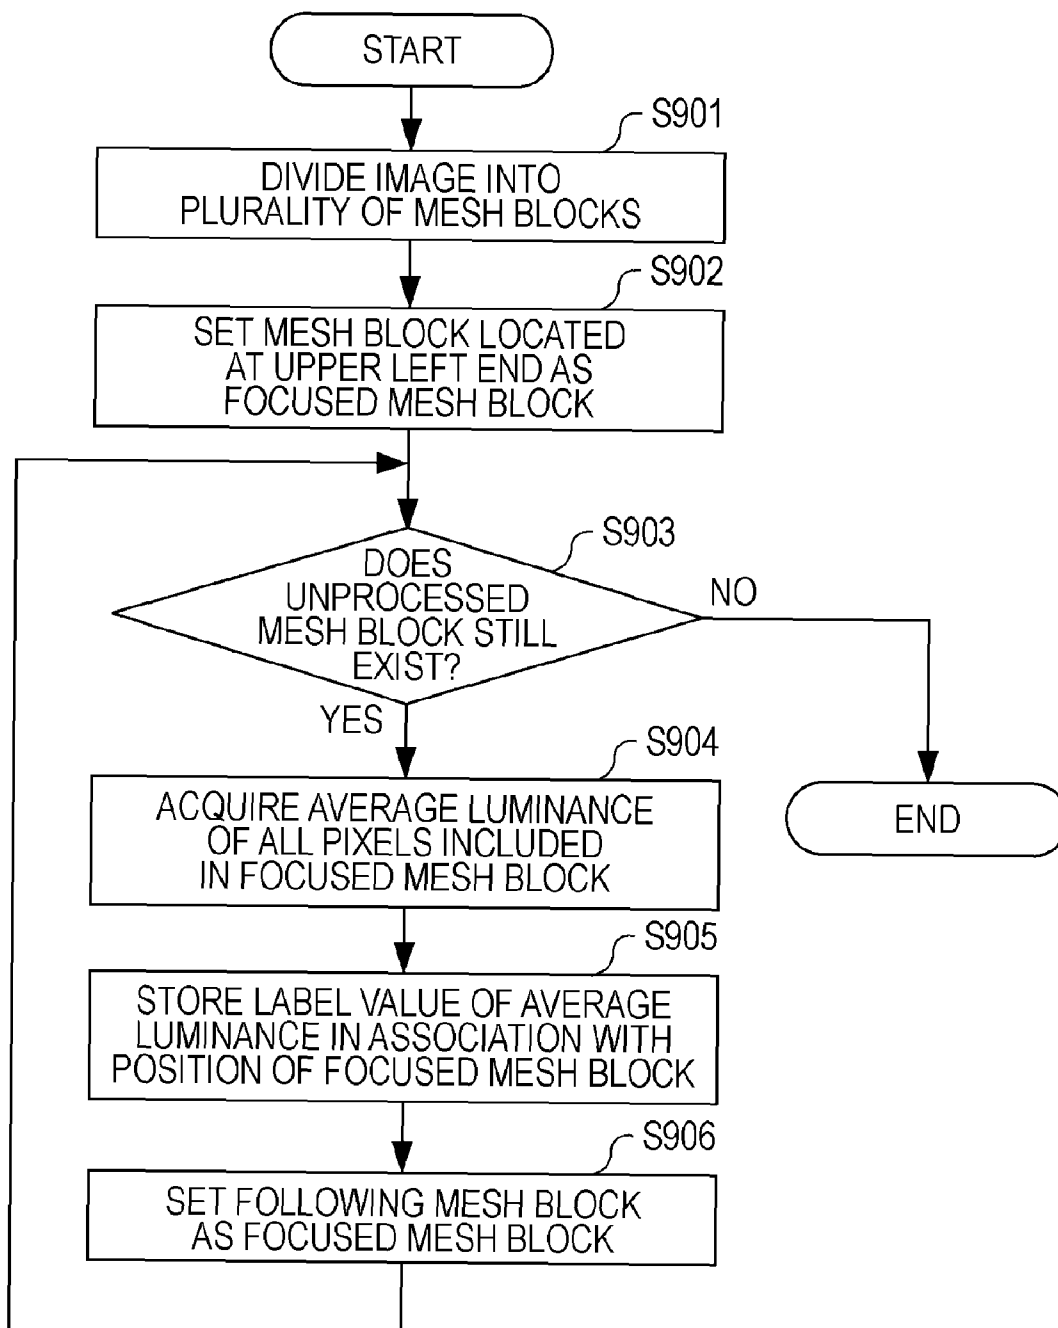 START
S901
DIVIDE IMAGE INTO
PLURALITY OF MESH BLOCKS
S902
SET MESH BLOCK LOCATED
AT UPPER LEFT END AS
FOCUSED MESH BLOCK
S903
DOES
UNPROCESSED
MESH BLOCK STILL
EXIST?
NO
YES
S904
ACQUIRE AVERAGE LUMINANCE
OF ALL PIXELS INCLUDED
IN FOCUSED MESH BLOCK
END
S905
STORE LABEL VALUE OF AVERAGE
LUMINANCE IN ASSOCIATION WITH
POSITION OF FOCUSED MESH BLOCK
S906
SET FOLLOWING MESH BLOCK
AS FOCUSED MESH BLOCK